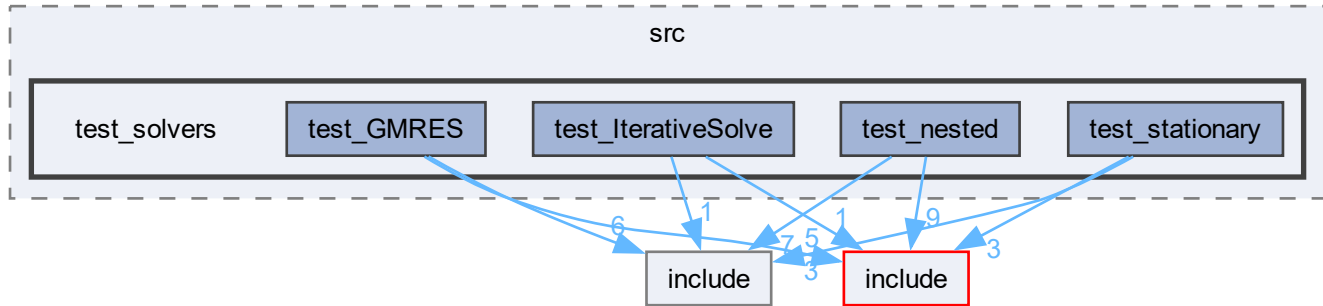 src
test_solvers
test_GMRES
test_IterativeSolve
test_nested
test_stationary
6
1
7
5
3
1
9
3
include
include